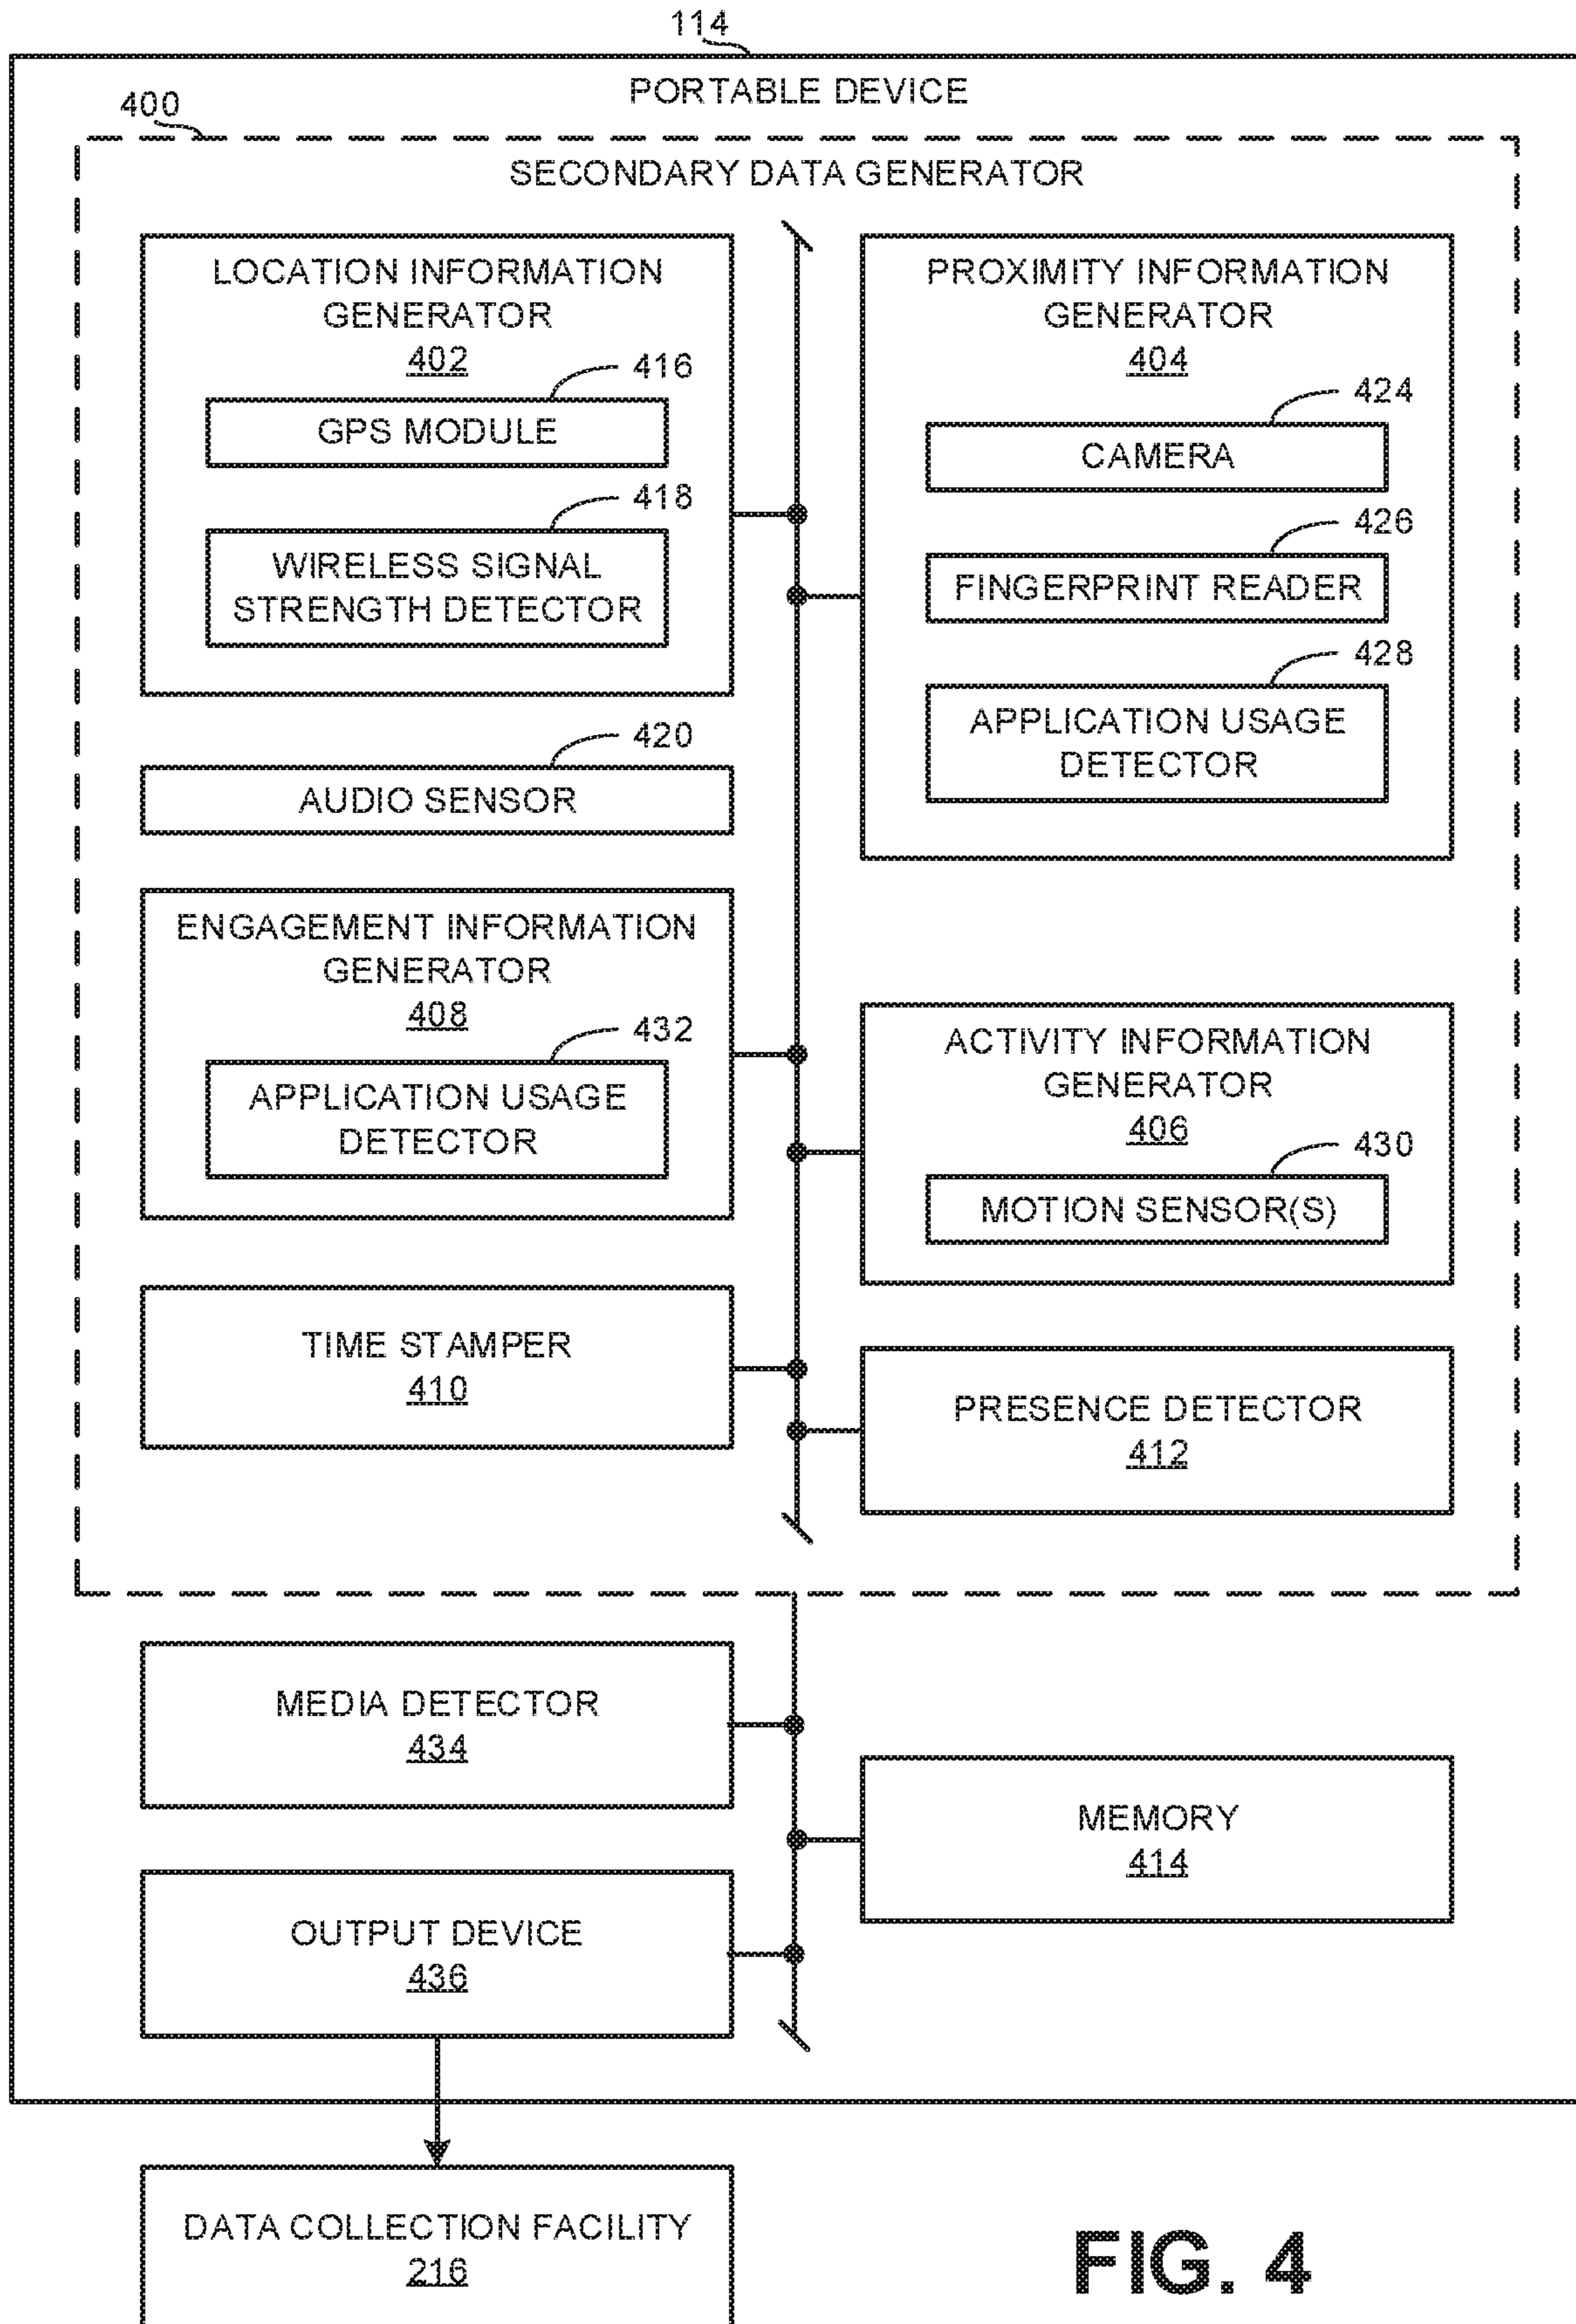 114
PORTABLE DEVICE
400
SECONDARY DATA GENERATOR
LOCATION INFORMATION
GENERATOR
402
416
GPS MODULE
418
WIRELESS SIGNAL
STRENGTH DETECTOR
PROXIMITY INFORMATION
GENERATOR
404
424
CAMERA
426
FINGERPRINT READER
428
APPLICATION USAGE
DETECTOR
420
AUDIO SENSOR
ENGAGEMENT INFORMATION
GENERATOR
408
432
APPLICATION USAGE
DETECTOR
ACTIVITY INFORMATION
GENERATOR
406
430
MOTION SENSOR(S)
TIME STAMPER
410
PRESENCE DETECTOR
412
MEDIA DETECTOR
434
MEMORY
414
OUTPUT DEVICE
436
DATA COLLECTION FACILITY
216
FIG. 4